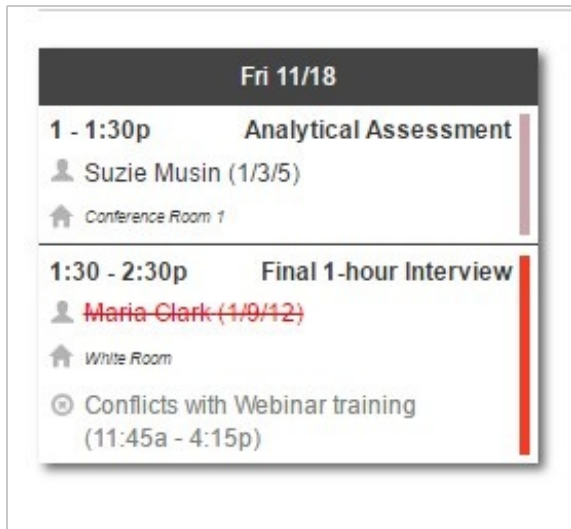 Fri 11/18
1 - 1:30p Analytical Assessment
Suzie Musin (1/3/5)
Conference Room 1
1:30 - 2:30p Final 1-hour Interview
Maria Clark (1/9/12)
White Room
Conflicts with Webinar training
(11:45a - 4:15p)